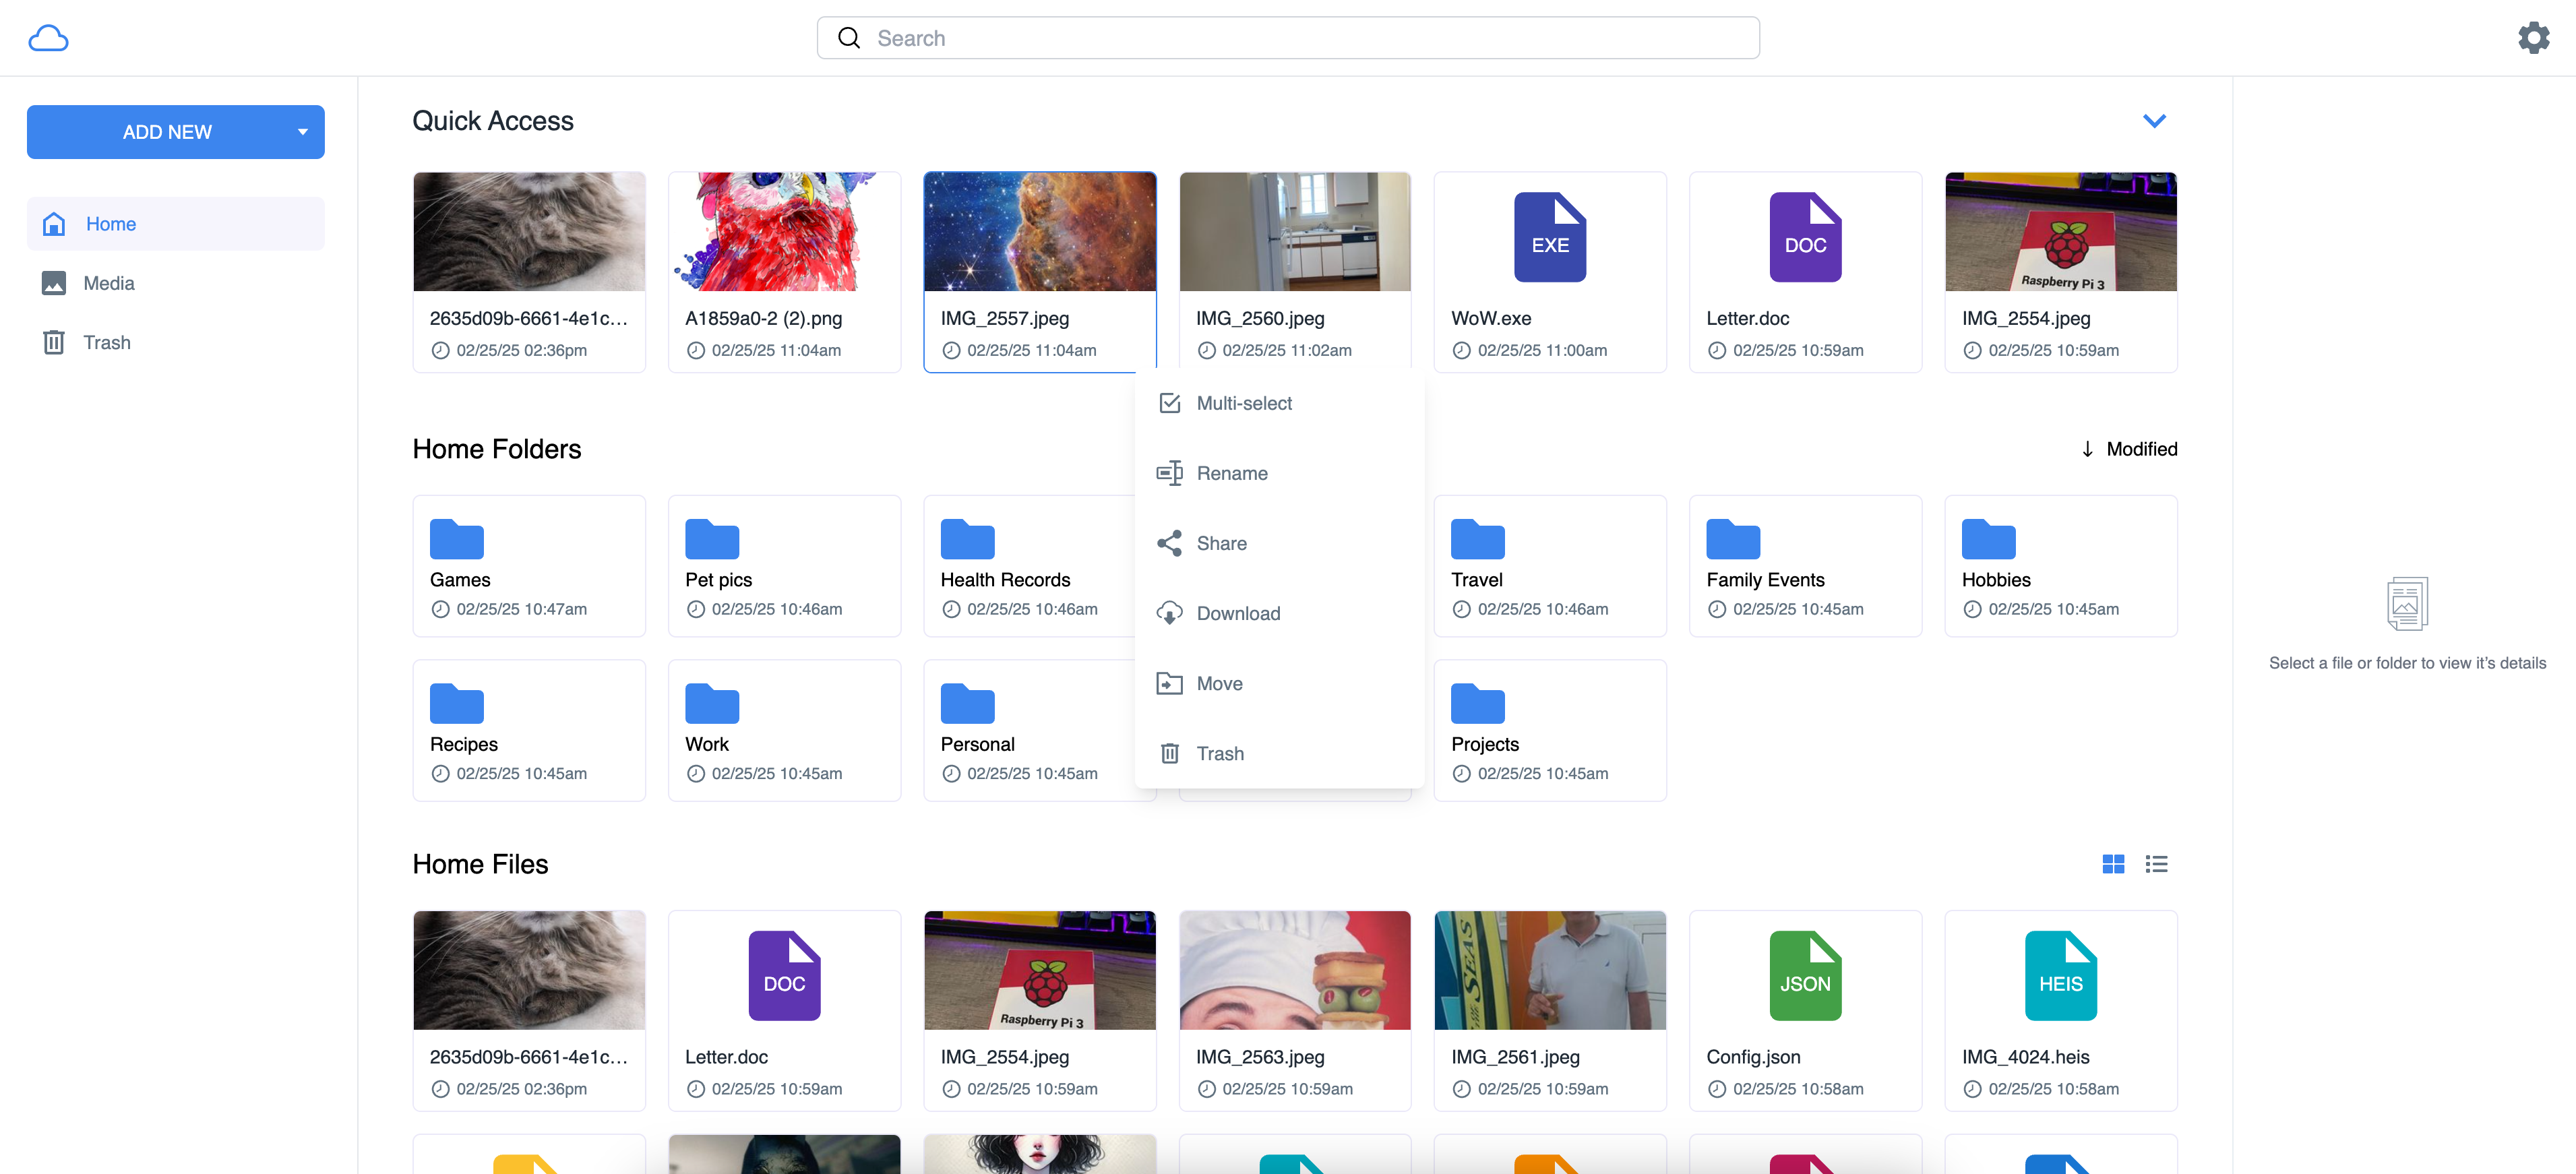 Search
ADD NEW
Home
Media
Trash
Quick Access
2635d09b-6661-4e1c...
02/25/25 02:36pm
A1859a0-2 (2).png
02/25/25 11:04am
IMG_2557.jpeg
02/25/25 11:04am
IMG_2560.jpeg
02/25/25 11:02am
EXE
WoW.exe
02/25/25 11:00am
DOC
Letter.doc
02/25/25 10:59am
Raspberry Pi 3
IMG_2554.jpeg
02/25/25 10:59am
Multi-select
Rename
Share
Download
Move
Trash
Home Folders
Modified
Games
02/25/25 10:47am
Pet pics
02/25/25 10:46am
Health Records
02/25/25 10:46am
Travel
02/25/25 10:46am
Family Events
02/25/25 10:45am
Hobbies
02/25/25 10:45am
Recipes
02/25/25 10:45am
Work
02/25/25 10:45am
Personal
02/25/25 10:45am
Projects
02/25/25 10:45am
Select a file or folder to view it’s details
Home Files
2635d09b-6661-4e1c...
02/25/25 02:36pm
DOC
Letter.doc
02/25/25 10:59am
Raspberry Pi 3
IMG_2554.jpeg
02/25/25 10:59am
IMG_2563.jpeg
02/25/25 10:59am
SEAS
IMG_2561.jpeg
02/25/25 10:59am
JSON
Config.json
02/25/25 10:58am
HEIS
IMG_4024.heis
02/25/25 10:58am